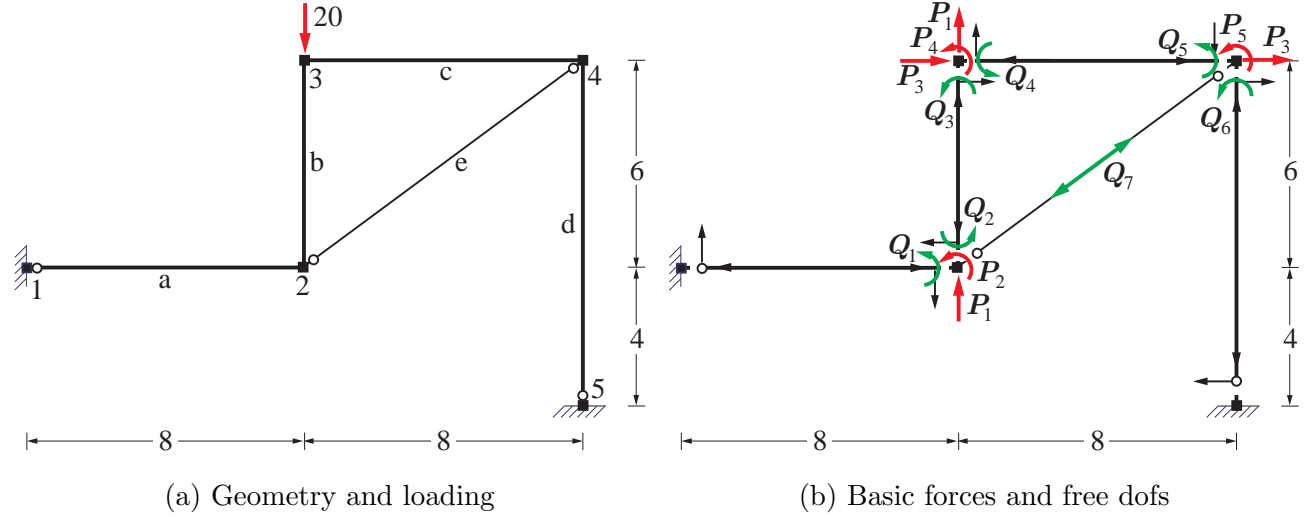 20
3
c
4
b
e
6
d
1
a
2
4
5
8
8
(a) Geometry and loading
P1
P4
P5
Q5
P3
P3
Q4
Q3
Q6
6
Q7
Q2
Q1
P2
P1
4
8
8
(b) Basic forces and free dofs